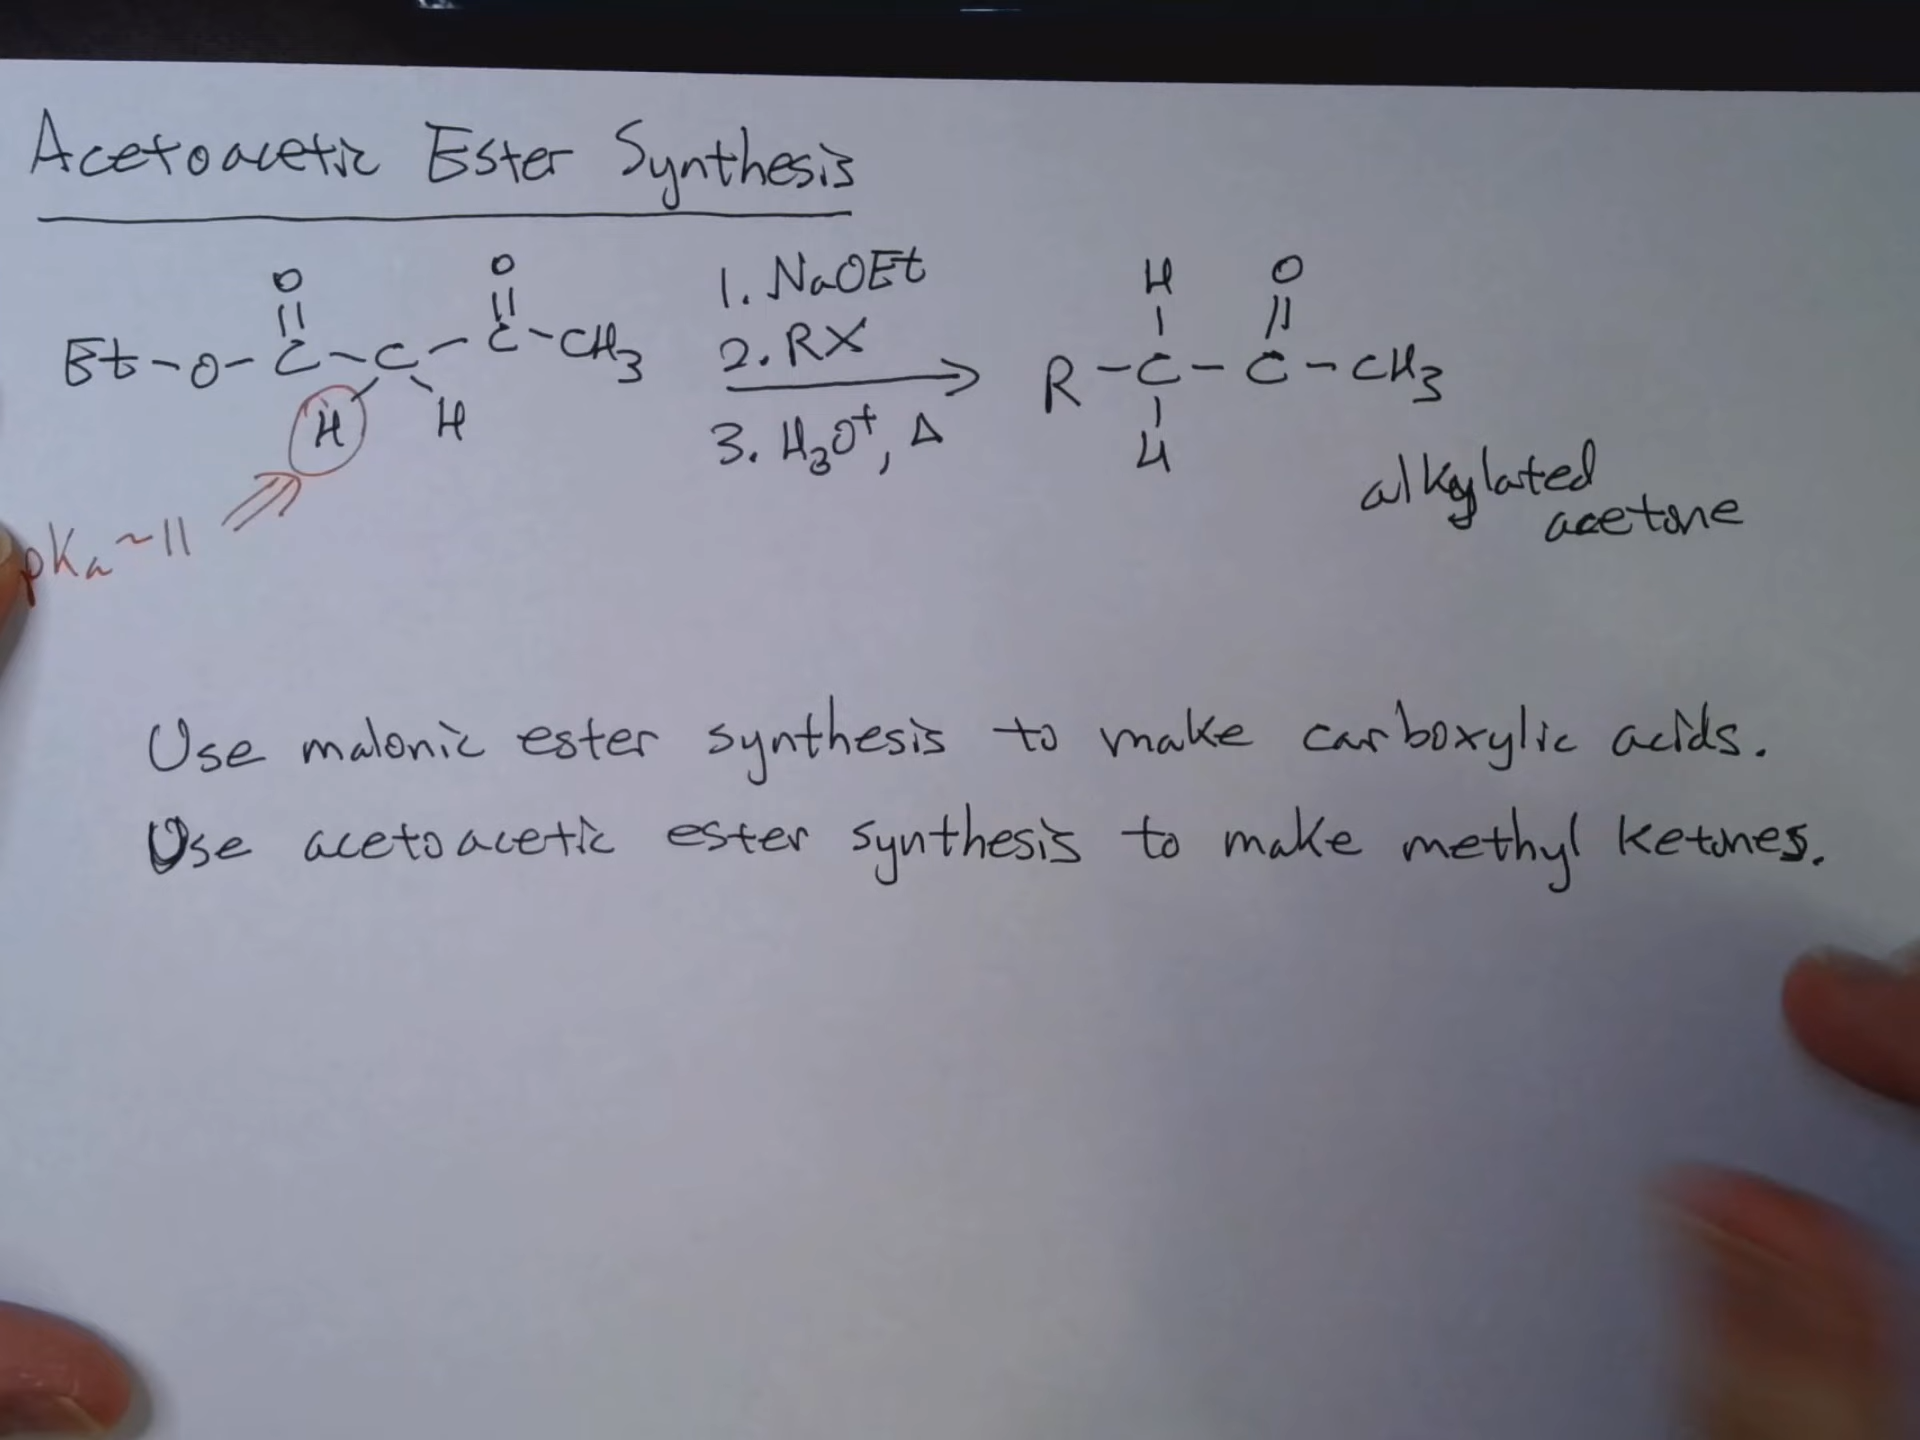 Acetoacetic Ester Synthesis
O O 1. NaOEt H O
Et-O-C-C-C-CH3 2. RX R-C-C-CH3
H H 3. H3O+, Δ H
alkylated
acetone
pKa ~11
Use malonic ester synthesis to make carboxylic acids.
Use acetoacetic ester synthesis to make methyl ketones.